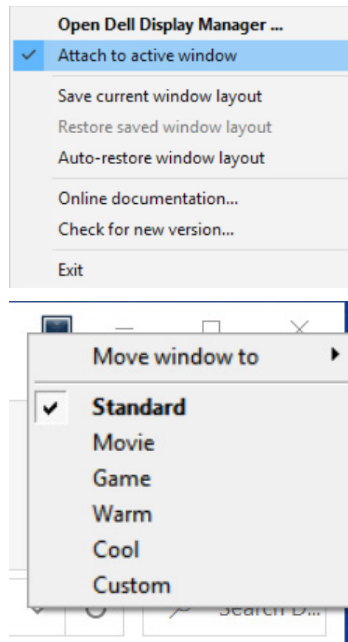 Open Dell Display Manager ...
Attach to active window
Save current window layout
Restore saved window layout
Auto-restore window layout
Online documentation...
Check for new version...
Exit
Move window to
Standard
Movie
Game
Warm
Cool
Custom
Search D...